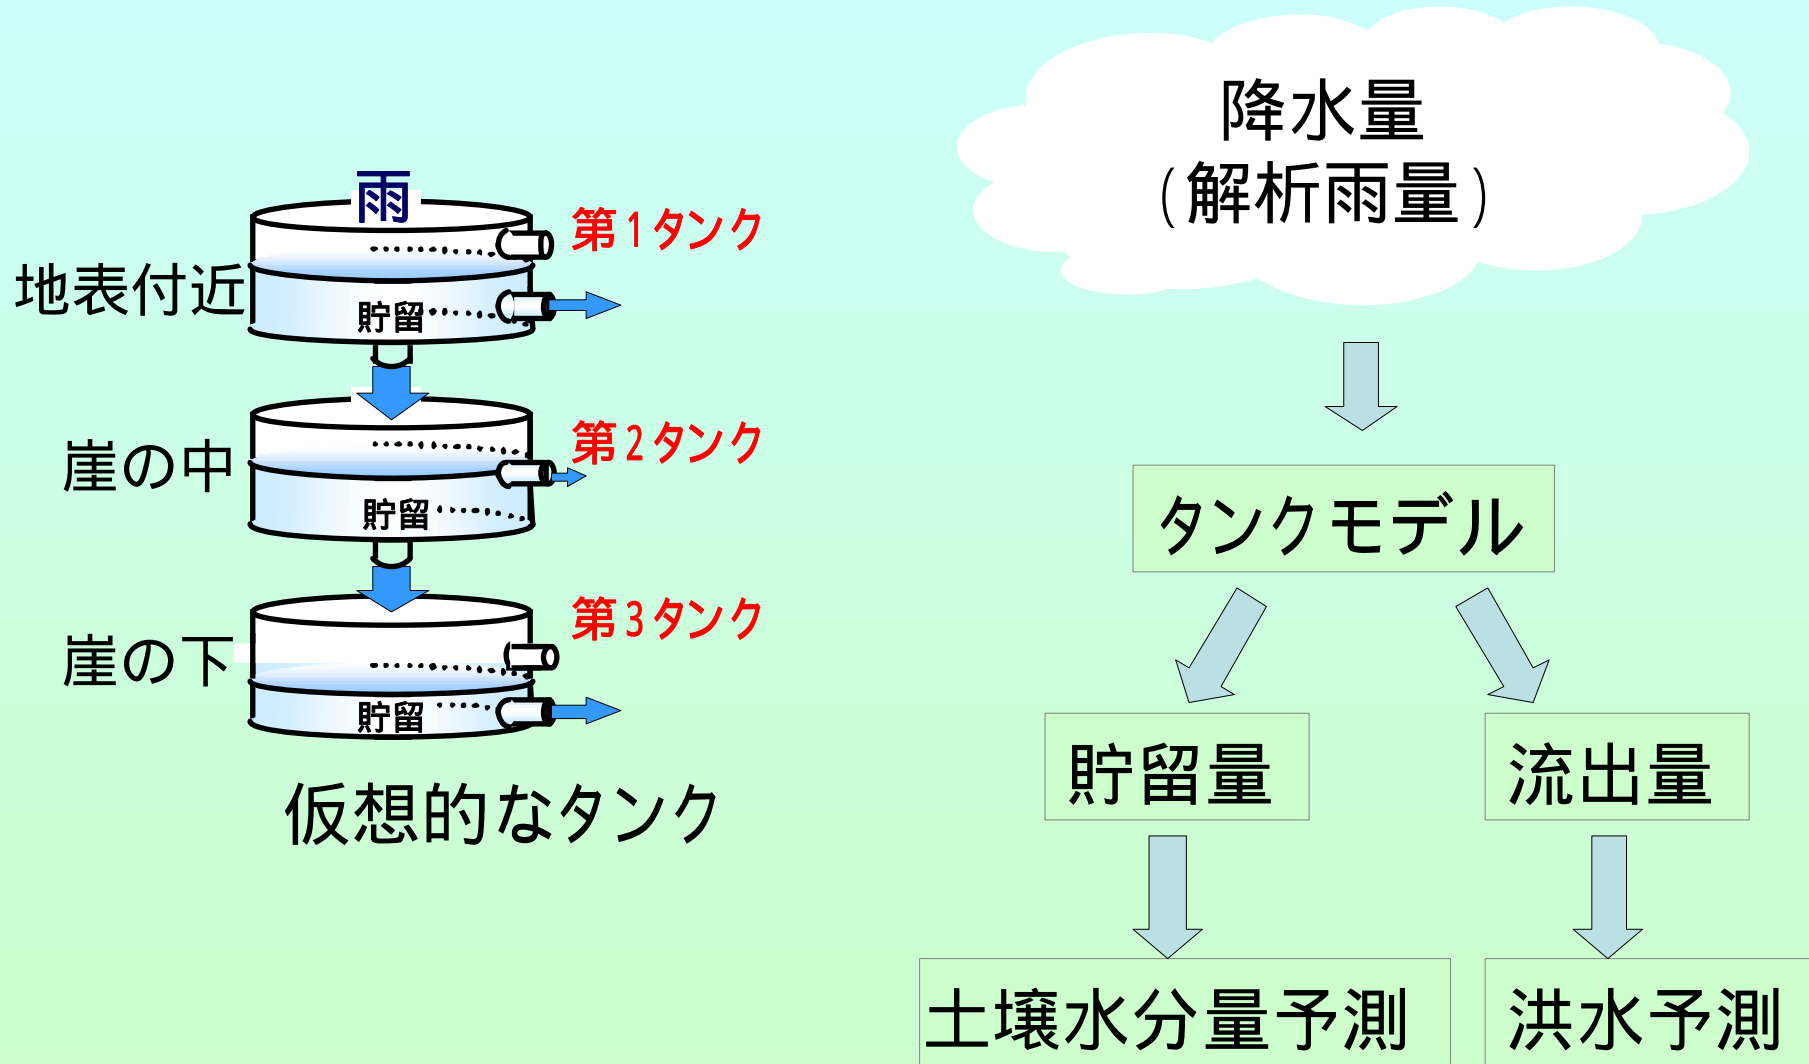 雨
第1タンク
地表付近
貯留
第2タンク
崖の中
貯留
第3タンク
崖の下
貯留
仮想的なタンク
降水量
(解析雨量)
タンクモデル
貯留量
流出量
土壌水分量予測
洪水予測